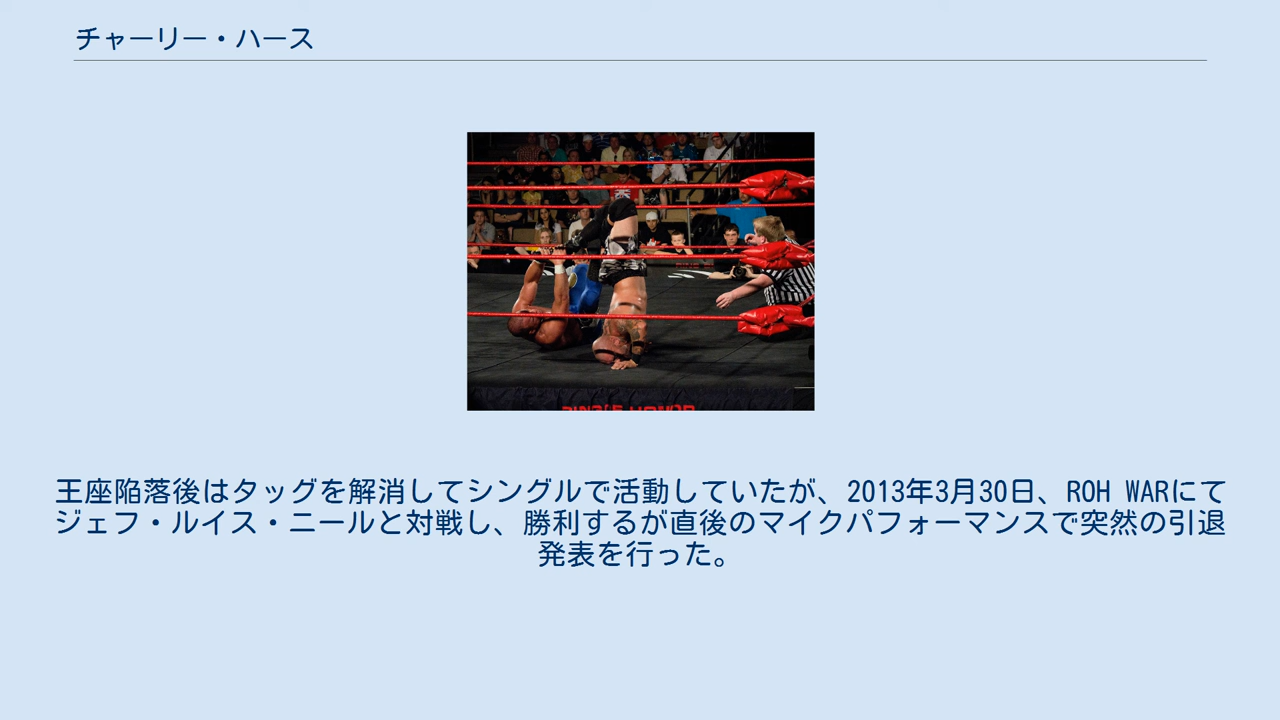 チャーリー・ハース
王座陥落後はタッグを解消してシングルで活動していたが、2013年3月30日、ROH WARにて
ジェフ・ルイス・ニールと対戦し、勝利するが直後のマイクパフォーマンスで突然の引退
発表を行った。